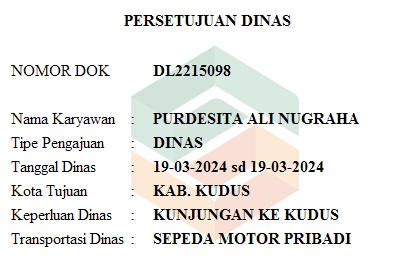 PERSETUJUAN DINAS
NOMOR DOK DL2215098
Nama Karyawan : PURDESITA ALI NUGRAHA
Tipe Pengajuan : DINAS
Tanggal Dinas : 19-03-2024 sd 19-03-2024
Kota Tujuan : KAB. KUDUS
Keperluan Dinas : KUNJUNGAN KE KUDUS
Transportasi Dinas : SEPEDA MOTOR PRIBADI